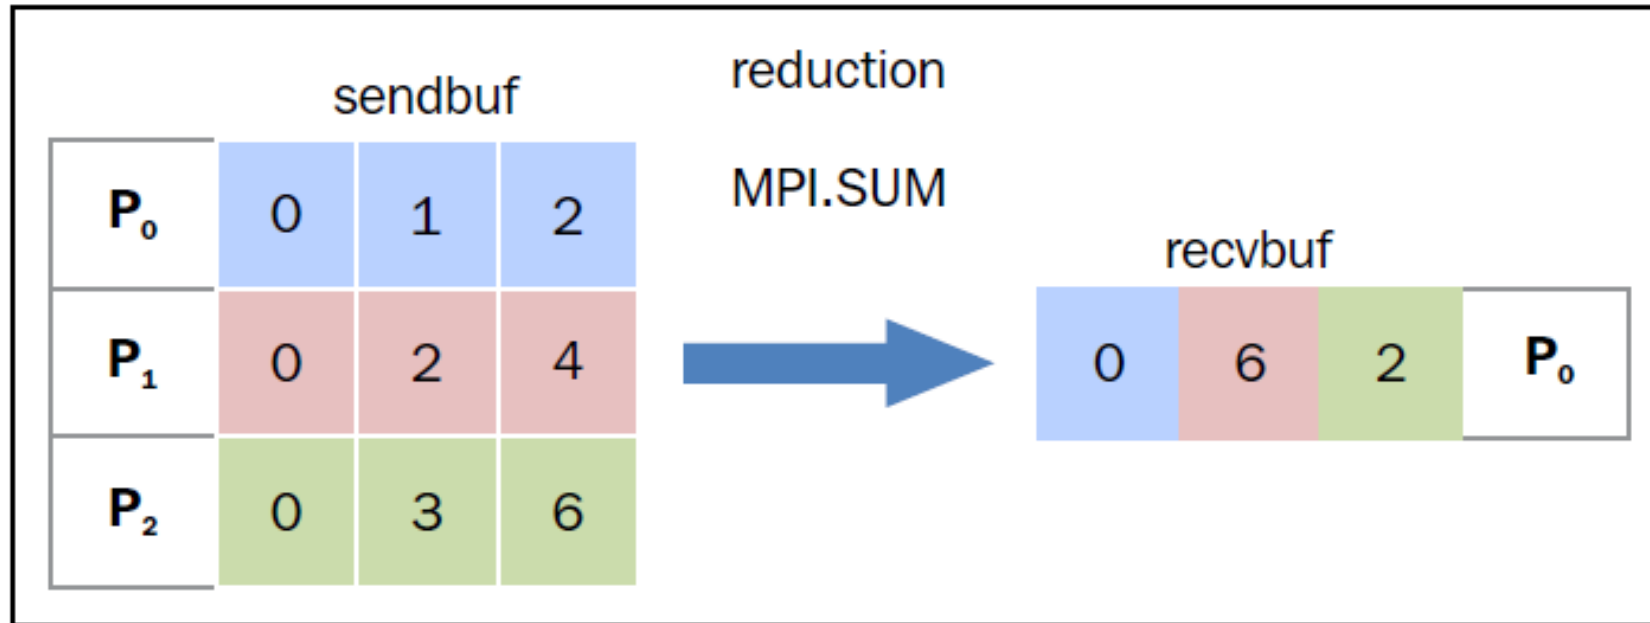 reduction
sendbuf
MPI.SUM
P₀ 0 1 2
recvbuf
P₁ 0 2 4
0 6 2 P₀
P₂ 0 3 6